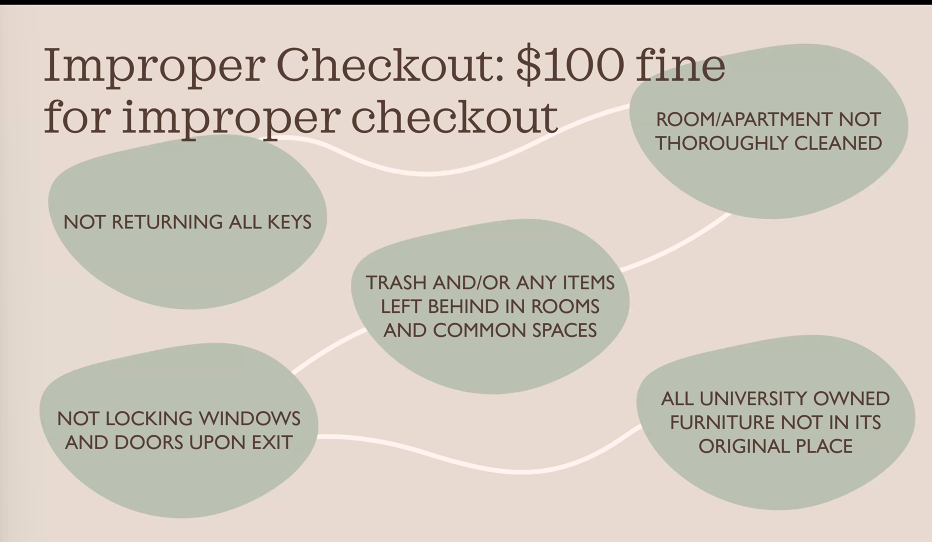 Improper Checkout: $100 fine
for improper checkout
NOT RETURNING ALL KEYS
ROOM/APARTMENT NOT
THOROUGHLY CLEANED
TRASH AND/OR ANY ITEMS
LEFT BEHIND IN ROOMS
AND COMMON SPACES
NOT LOCKING WINDOWS
AND DOORS UPON EXIT
ALL UNIVERSITY OWNED
FURNITURE NOT IN ITS
ORIGINAL PLACE